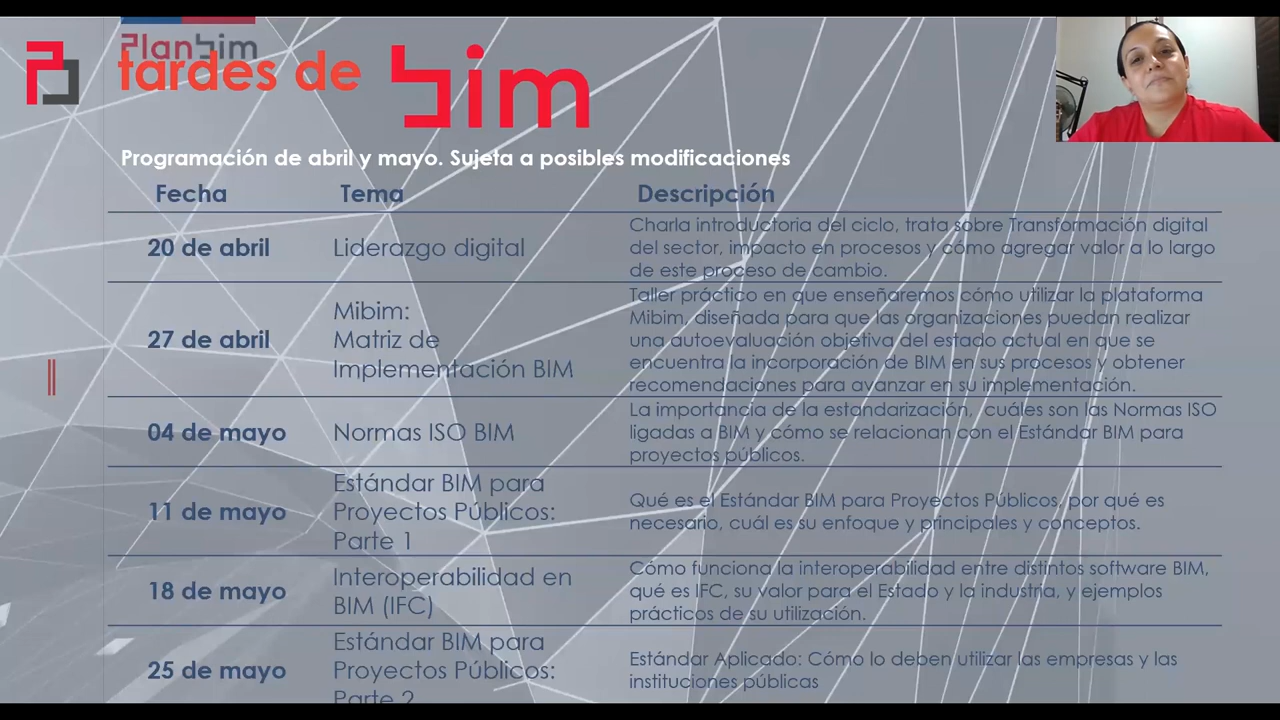 Planbim
tardes de bim
Programación de abril y mayo. Sujeta a posibles modificaciones
Fecha Tema Descripción
20 de abril
Liderazgo digital
Charla introductoria del ciclo, trata sobre Transformación digital
del sector, impacto en procesos y cómo agregar valor a lo largo
de este proceso de cambio.
27 de abril
Mibim:
Matriz de
Implementación BIM
Taller práctico en que enseñaremos cómo utilizar la plataforma
Mibim, diseñada para que las organizaciones puedan realizar
una autoevaluación objetiva del estado actual en que se
encuentra la incorporación de BIM en sus procesos y obtener
recomendaciones para avanzar en su implementación.
04 de mayo
Normas ISO BIM
La importancia de la estandarización, cuáles son las Normas ISO
ligadas a BIM y cómo se relacionan con el Estándar BIM para
proyectos públicos.
11 de mayo
Estándar BIM para
Proyectos Públicos:
Parte 1
Qué es el Estándar BIM para Proyectos Públicos, por qué es
necesario, cuál es su enfoque y principales y conceptos.
18 de mayo
Interoperabilidad en
BIM (IFC)
Cómo funciona la interoperabilidad entre distintos software BIM,
qué es IFC, su valor para el Estado y la industria, y ejemplos
prácticos de su utilización.
25 de mayo
Estándar BIM para
Proyectos Públicos:
Parte 2
Estándar Aplicado: Cómo lo deben utilizar las empresas y las
instituciones públicas